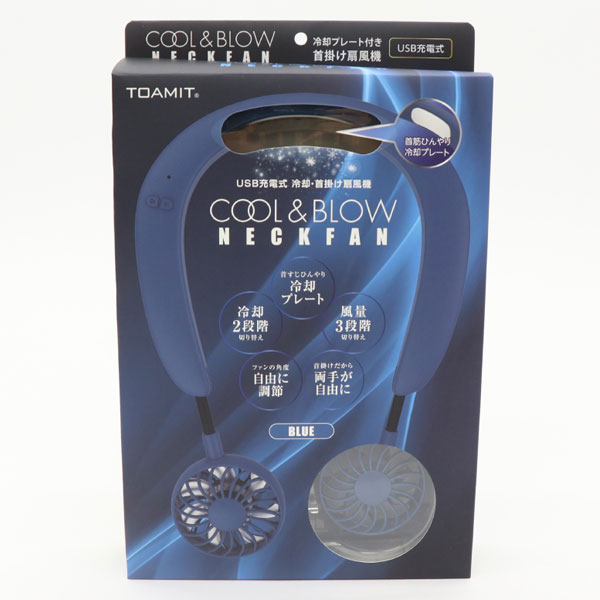 COOL&BLOW
NECKFAN
冷却プレート付き
首掛け扇風機
USB充電式
TOAMIT®
首筋ひんやり
冷却プレート
USB充電式 冷却・首掛け扇風機
COOL&BLOW
NECKFAN
首すじひんやり
冷却
プレート
冷却
2段階
切り替え
風量
3段階
切り替え
ファンの角度
自由に
調節
首掛けだから
両手が
自由に
BLUE